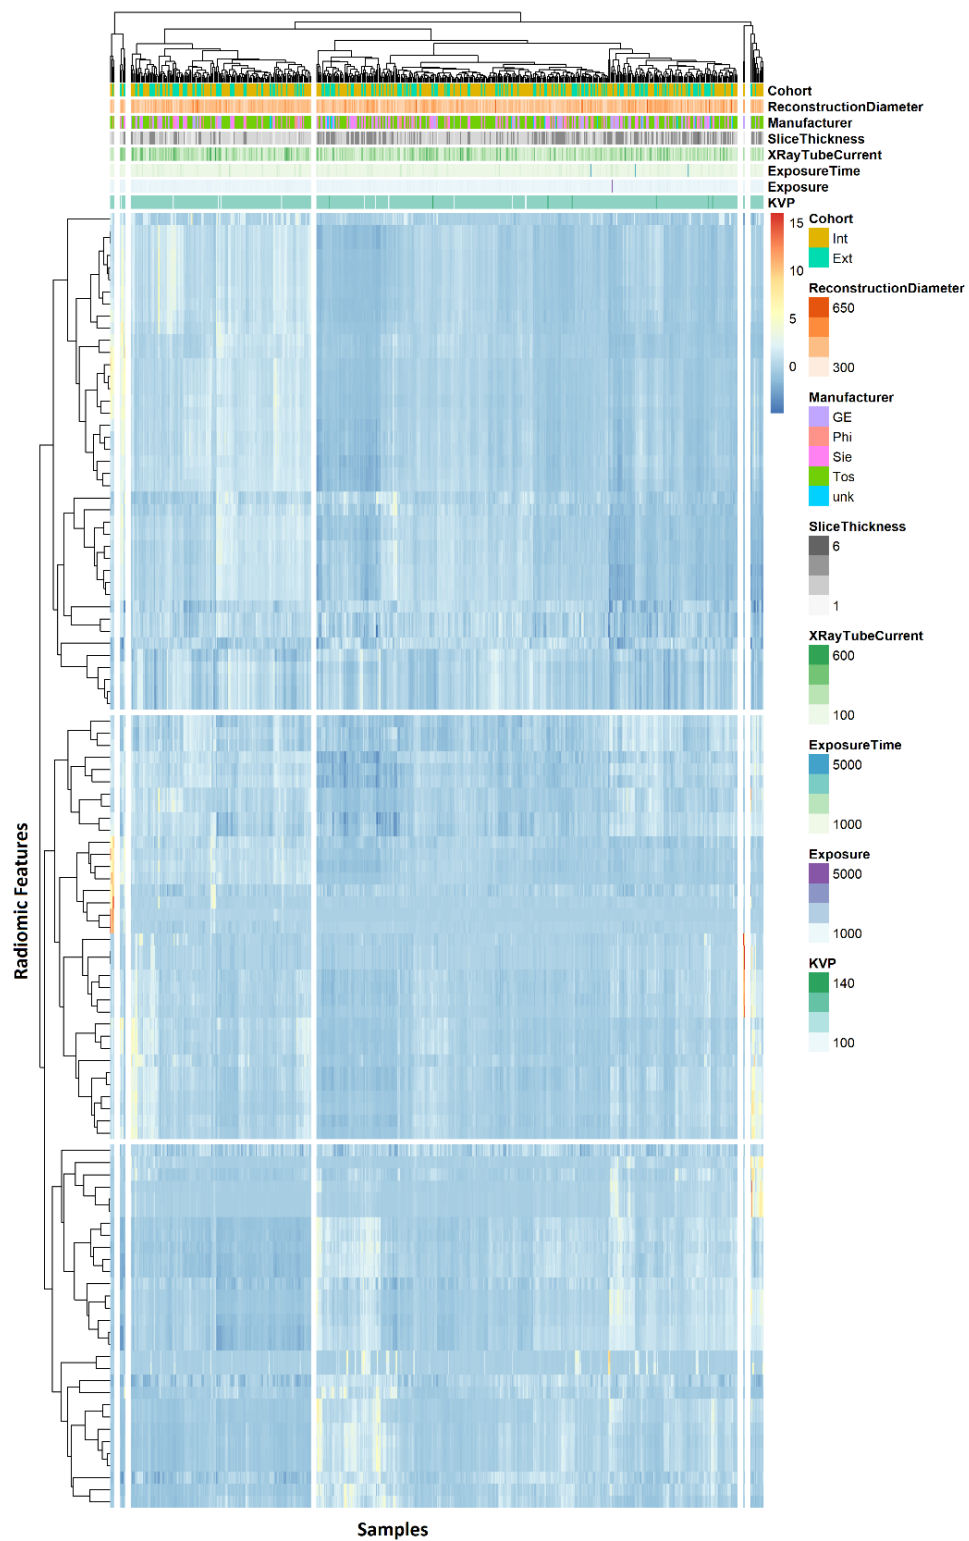 Cohort
ReconstructionDiameter
Manufacturer
SliceThickness
XRayTubeCurrent
ExposureTime
Exposure
KVP
15
10
5
0
Cohort
Int
Ext
ReconstructionDiameter
650
300
Manufacturer
GE
Phi
Sie
Tos
unk
SliceThickness
6
1
XRayTubeCurrent
600
100
ExposureTime
5000
1000
Exposure
5000
1000
KVP
140
100
Radiomic Features
Samples